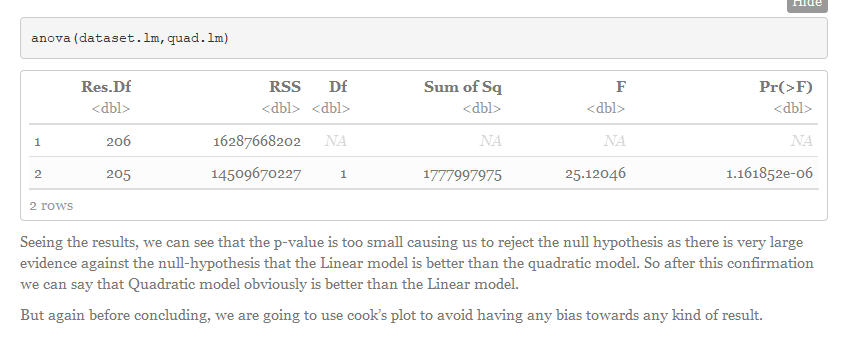 Hide
anova(dataset.lm,quad.lm)
Res.Df RSS Df Sum of Sq F Pr(>F)
<dbl> <dbl> <dbl> <dbl> <dbl> <dbl>
1 206 16287668202 NA NA NA NA
2 205 14509670227 1 1777997975 25.12046 1.161852e-06
2 rows
Seeing the results, we can see that the p-value is too small causing us to reject the null hypothesis as there is very large
evidence against the null-hypothesis that the Linear model is better than the quadratic model. So after this confirmation
we can say that Quadratic model obviously is better than the Linear model.
But again before concluding, we are going to use cook's plot to avoid having any bias towards any kind of result.